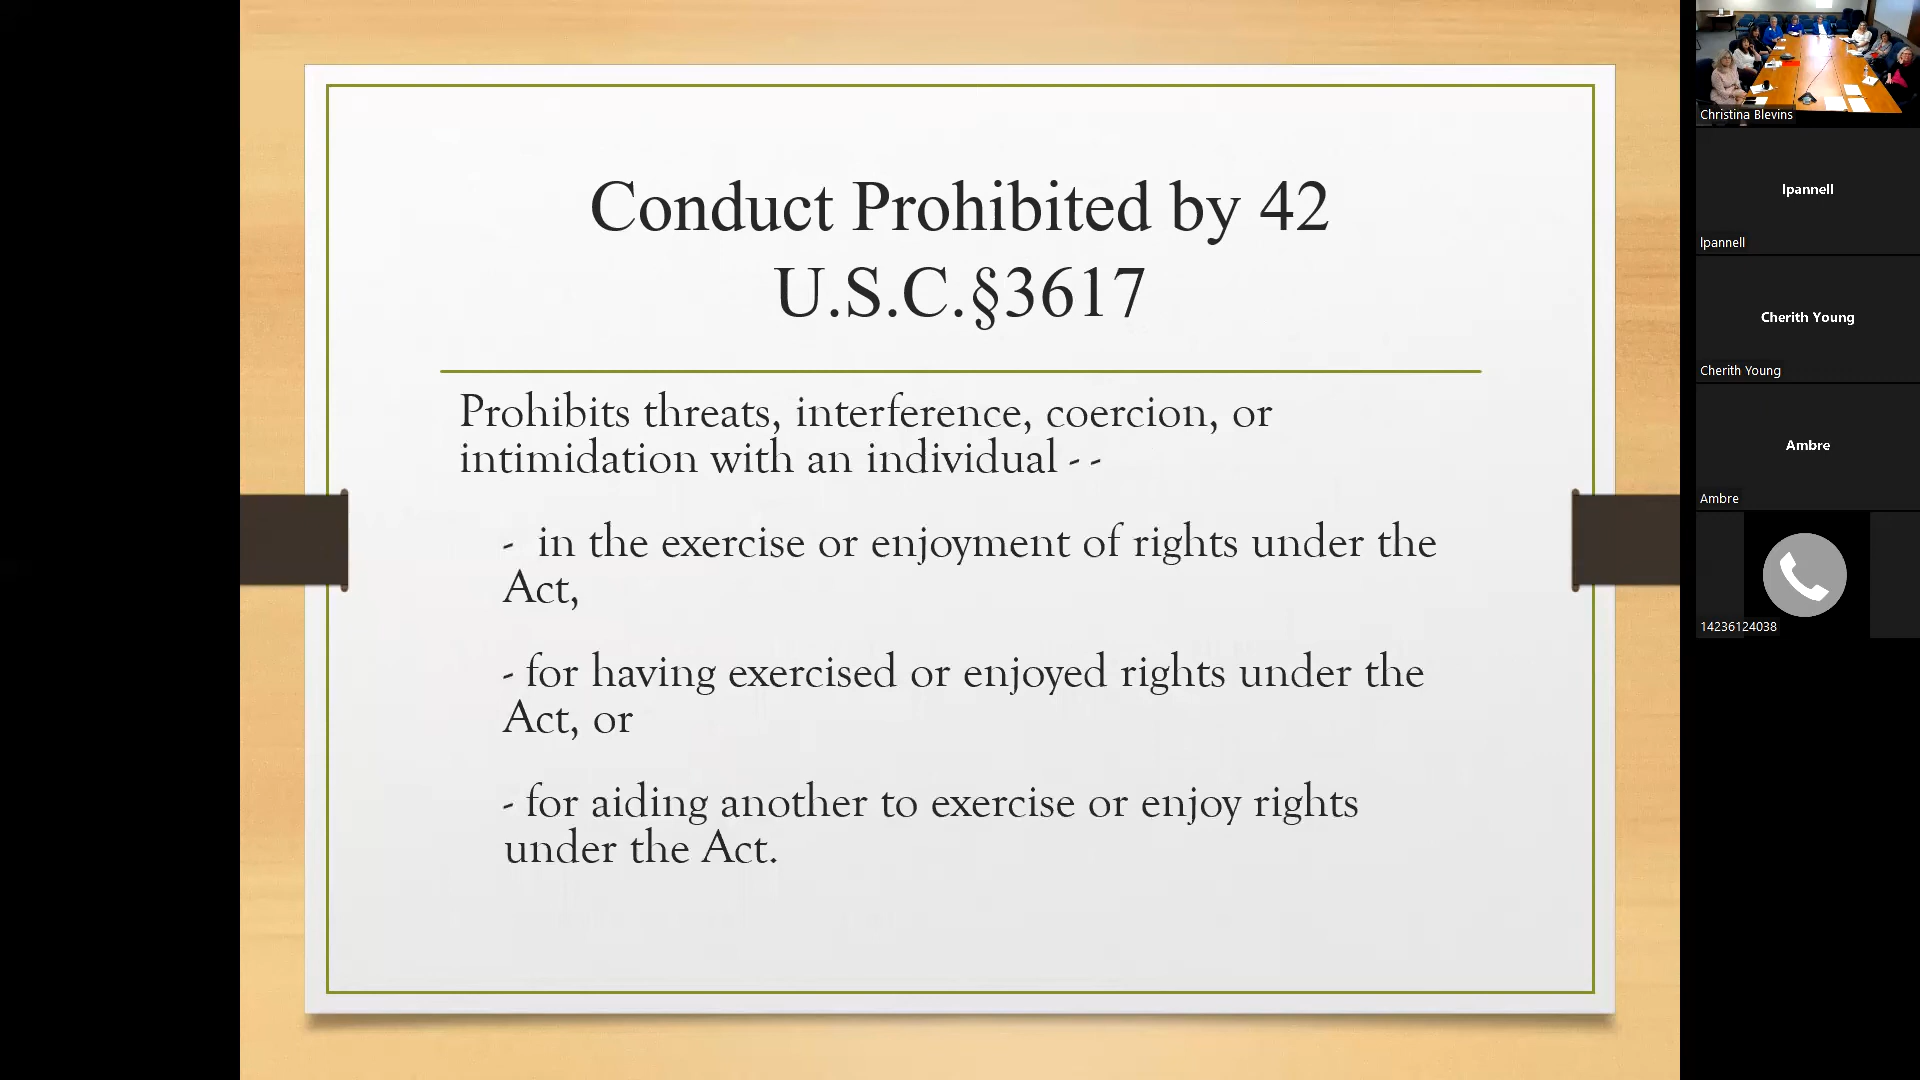 Conduct Prohibited by 42
U.S.C.§3617
Prohibits threats, interference, coercion, or
intimidation with an individual - -
- in the exercise or enjoyment of rights under the
Act,
- for having exercised or enjoyed rights under the
Act, or
- for aiding another to exercise or enjoy rights
under the Act.
Christina Blevins
lpannell
lpannell
Cherith Young
Cherith Young
Ambre
Ambre
14236124038